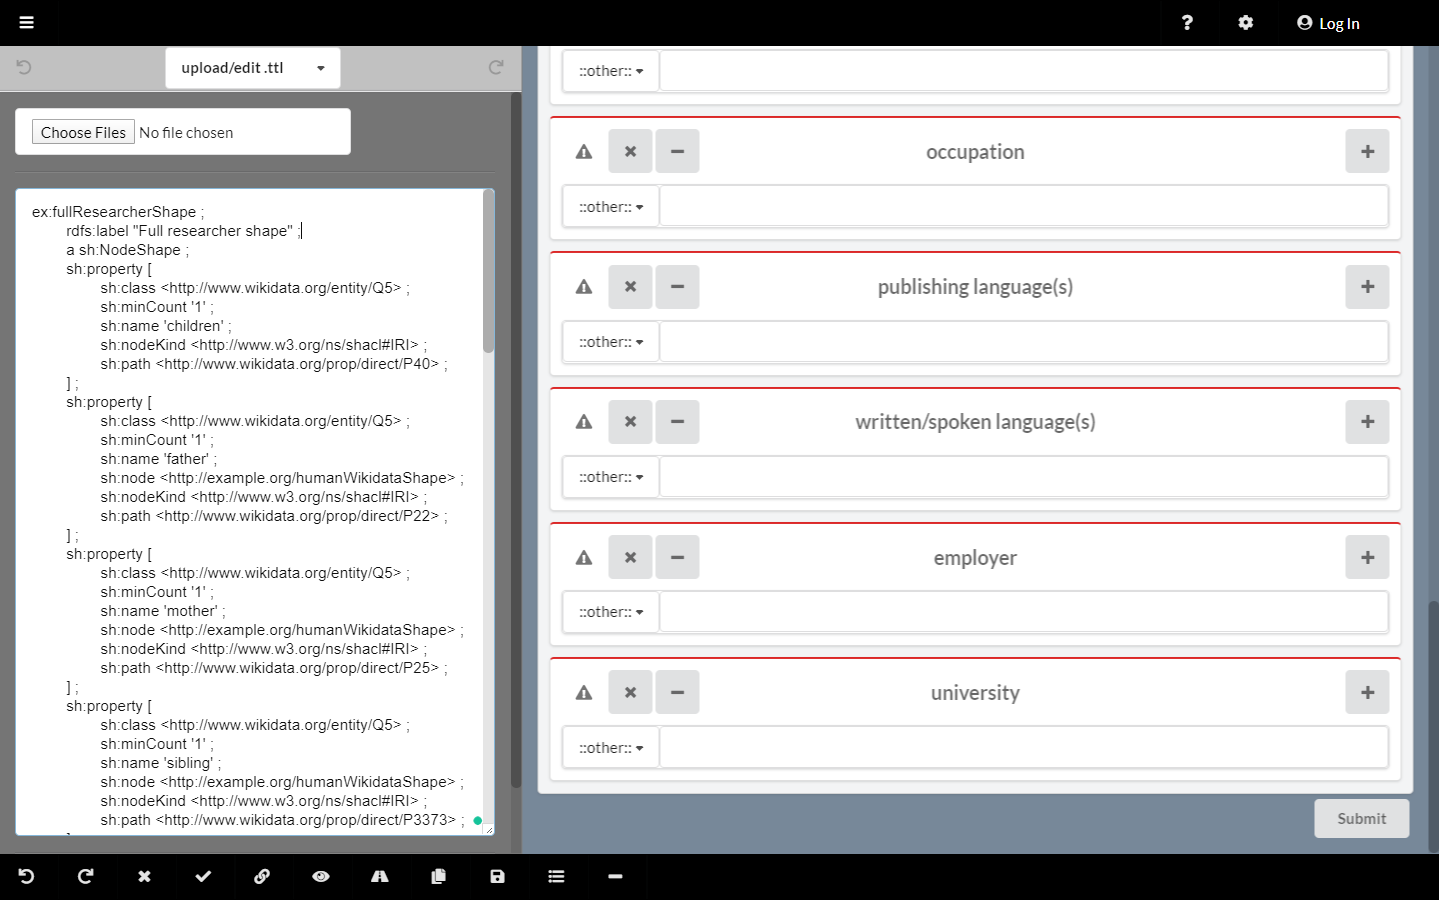 Log In
upload/edit .ttl
Choose Files No file chosen
ex:fullResearcherShape ;
rdfs:label "Full researcher shape" ;
a sh:NodeShape ;
sh:property [
sh:class <http://www.wikidata.org/entity/Q5> ;
sh:minCount '1' ;
sh:name 'children' ;
sh:nodeKind <http://www.w3.org/ns/shacl#IRI> ;
sh:path <http://www.wikidata.org/prop/direct/P40> ;
] ;
sh:property [
sh:class <http://www.wikidata.org/entity/Q5> ;
sh:minCount '1' ;
sh:name 'father' ;
sh:node <http://example.org/humanWikidataShape> ;
sh:nodeKind <http://www.w3.org/ns/shacl#IRI> ;
sh:path <http://www.wikidata.org/prop/direct/P22> ;
] ;
sh:property [
sh:class <http://www.wikidata.org/entity/Q5> ;
sh:minCount '1' ;
sh:name 'mother' ;
sh:node <http://example.org/humanWikidataShape> ;
sh:nodeKind <http://www.w3.org/ns/shacl#IRI> ;
sh:path <http://www.wikidata.org/prop/direct/P25> ;
] ;
sh:property [
sh:class <http://www.wikidata.org/entity/Q5> ;
sh:minCount '1' ;
sh:name 'sibling' ;
sh:node <http://example.org/humanWikidataShape> ;
sh:nodeKind <http://www.w3.org/ns/shacl#IRI> ;
sh:path <http://www.wikidata.org/prop/direct/P3373> ;
::other::
occupation
::other::
publishing language(s)
::other::
written/spoken language(s)
::other::
employer
::other::
university
::other::
Submit